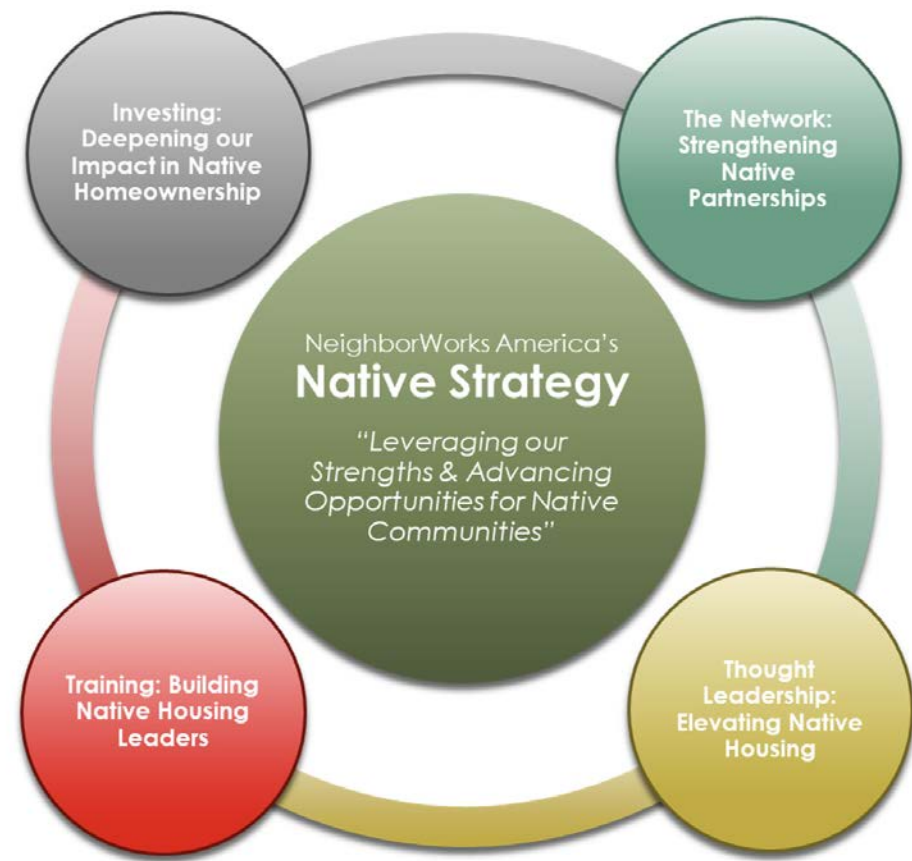 Investing:
Deepening our
Impact in Native
Homeownership
The Network:
Strengthening
Native
Partnerships
NeighborWorks America's
Native Strategy
"Leveraging our
Strengths & Advancing
Opportunities for Native
Communities"
Training: Building
Native Housing
Leaders
Thought
Leadership:
Elevating Native
Housing